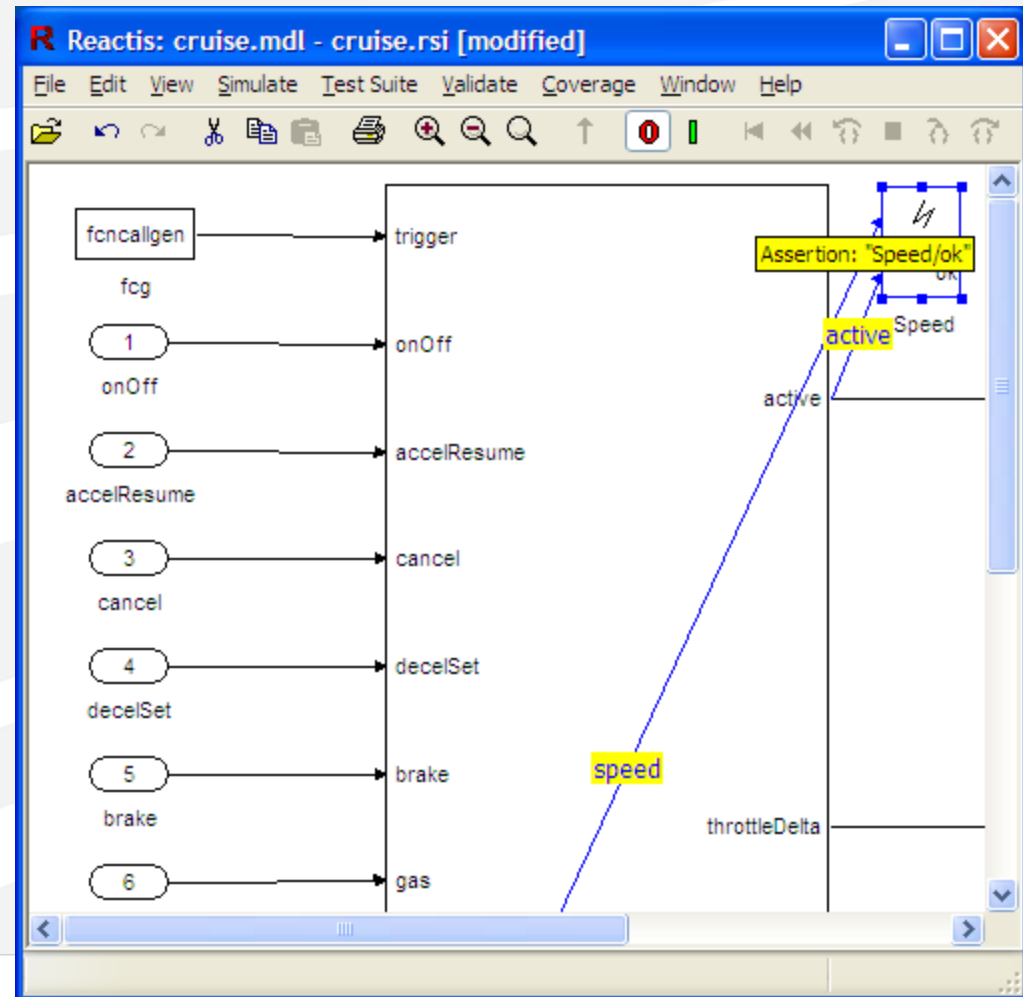 Reactis: cruise.mdl - cruise.rsi [modified]
File Edit View Simulate Test Suite Validate Coverage Window Help
fcncallgen
fcg
trigger
Assertion: "Speed/ok"
ok
Speed
1
onOff
onOff
active
active
2
accelResume
accelResume
3
cancel
cancel
4
decelSet
decelSet
5
brake
brake
speed
throttleDelta
6
gas